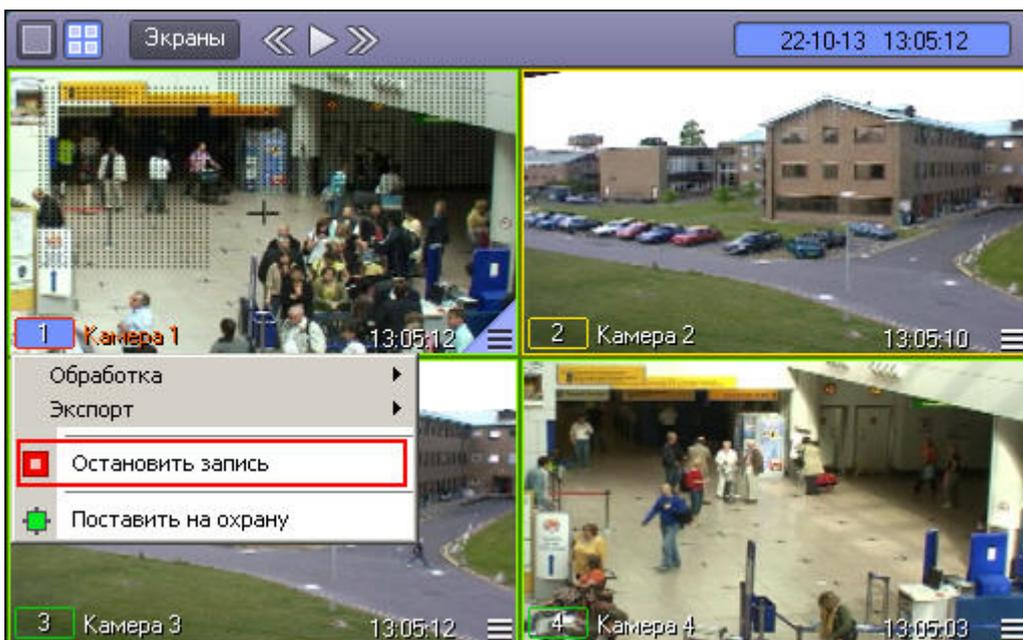 Экраны
22-10-13 13:05:12
1 Камера 1 13:05:12
2 Камера 2 13:05:10
Обработка
Экспорт
Остановить запись
Поставить на охрану
3 Камера 3 13:05:12
4 Камера 4 13:05:03